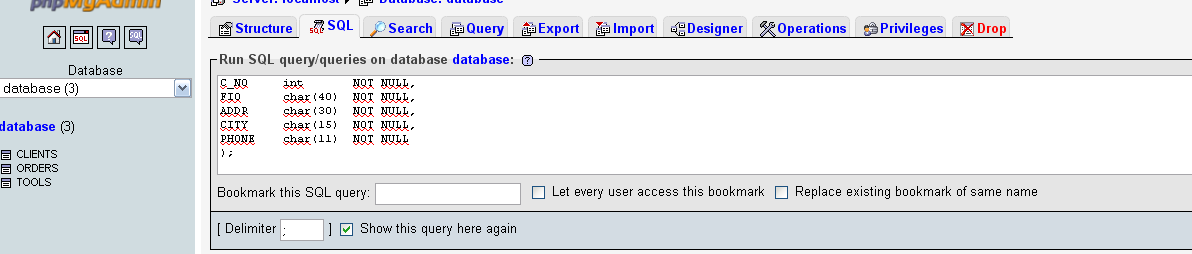 phpMyAdmin
Server: localhost Database: database
Structure SQL Search Query Export Import Designer Operations Privileges Drop
SQL SQL
Database
database (3)
database (3)
CLIENTS
ORDERS
TOOLS
Run SQL query/queries on database database:
C_NO int NOT NULL,
FIO char(40) NOT NULL,
ADDR char(30) NOT NULL,
CITY char(15) NOT NULL,
PHONE char(11) NOT NULL
);
Bookmark this SQL query: Let every user access this bookmark Replace existing bookmark of same name
[ Delimiter ; ] Show this query here again